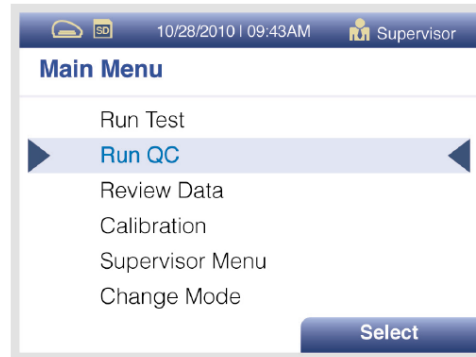 SD 10/28/2010 | 09:43AM Supervisor
Main Menu
Run Test
Run QC
Review Data
Calibration
Supervisor Menu
Change Mode
Select